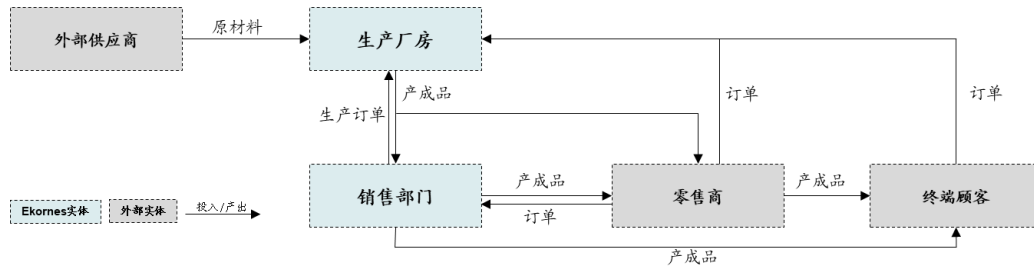 外部供应商
原材料
生产厂房
产成品
生产订单
订单
订单
销售部门
产成品
订单
零售商
产成品
终端顾客
Ekornes实体
外部实体
投入/产出
产成品